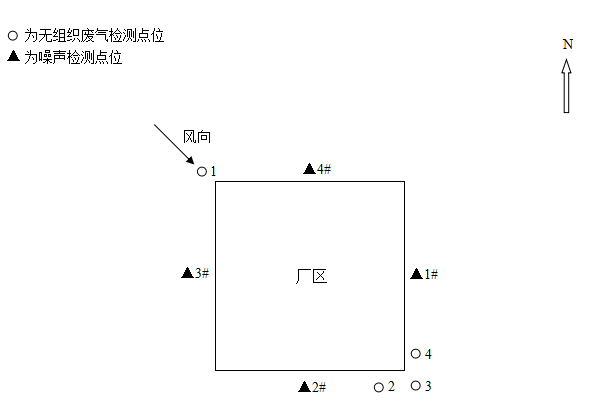 ○ 为无组织废气检测点位
▲ 为噪声检测点位
N
风向
○ 1
▲4#
▲3#
厂区
▲1#
○ 4
▲2#
○ 2
○ 3